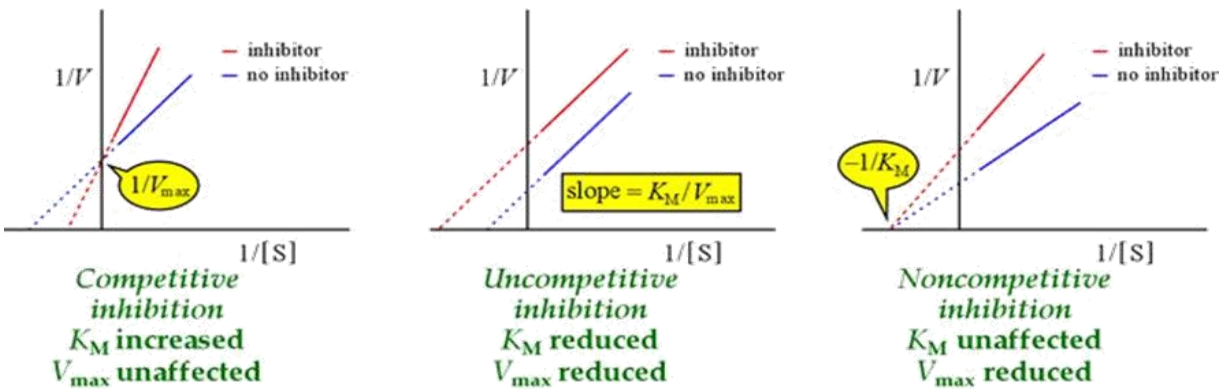 1/V
inhibitor
no inhibitor
1/Vmax
1/[S]
Competitive
inhibition
KM increased
Vmax unaffected
1/V
inhibitor
no inhibitor
slope = KM/Vmax
1/[S]
Uncompetitive
inhibition
KM reduced
Vmax reduced
1/V
inhibitor
no inhibitor
−1/KM
1/[S]
Noncompetitive
inhibition
KM unaffected
Vmax reduced